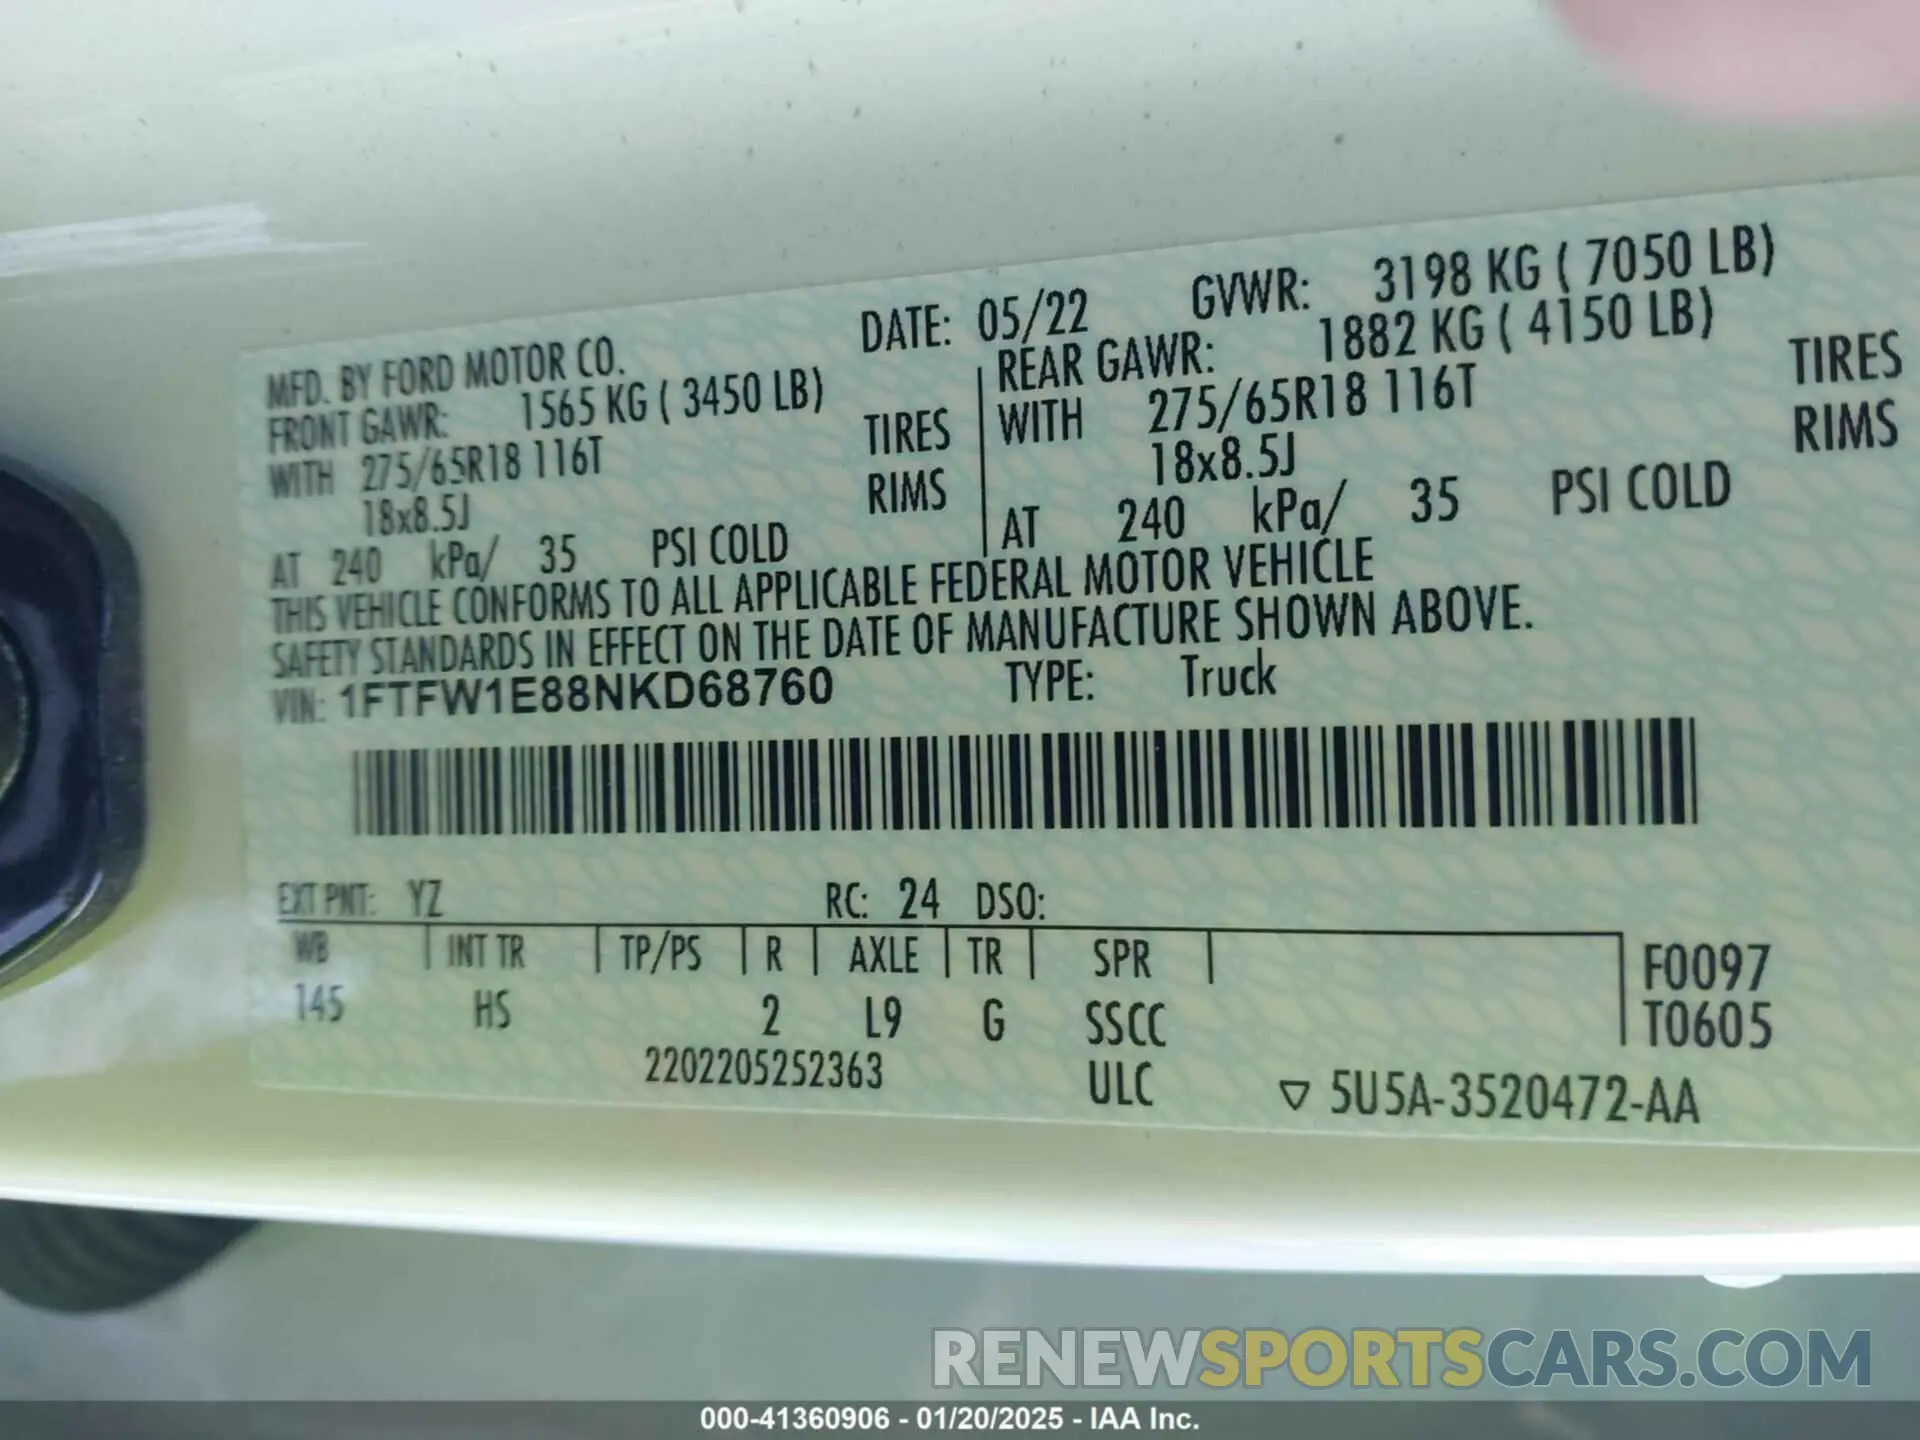 MFD. BY FORD MOTOR CO. DATE: 05/22 GVWR: 3198 KG ( 7050 LB)
FRONT GAWR: 1565 KG ( 3450 LB) REAR GAWR: 1882 KG ( 4150 LB)
WITH 275/65R18 116T TIRES WITH 275/65R18 116T TIRES
18x8.5J RIMS 18x8.5J RIMS
AT 240 kPa/ 35 PSI COLD AT 240 kPa/ 35 PSI COLD
THIS VEHICLE CONFORMS TO ALL APPLICABLE FEDERAL MOTOR VEHICLE
SAFETY STANDARDS IN EFFECT ON THE DATE OF MANUFACTURE SHOWN ABOVE.
VIN: 1FTFW1E88NKD68760 TYPE: Truck
EXT PNT: YZ RC: 24 DSO:
WB INT TR TP/PS R AXLE TR SPR F0097
145 HS 2 L9 G SSCC T0605
2202205252363 ULC ▽ 5U5A-3520472-AA
RENEWSPORTSCARS.COM
000-41360906 - 01/20/2025 - IAA Inc.